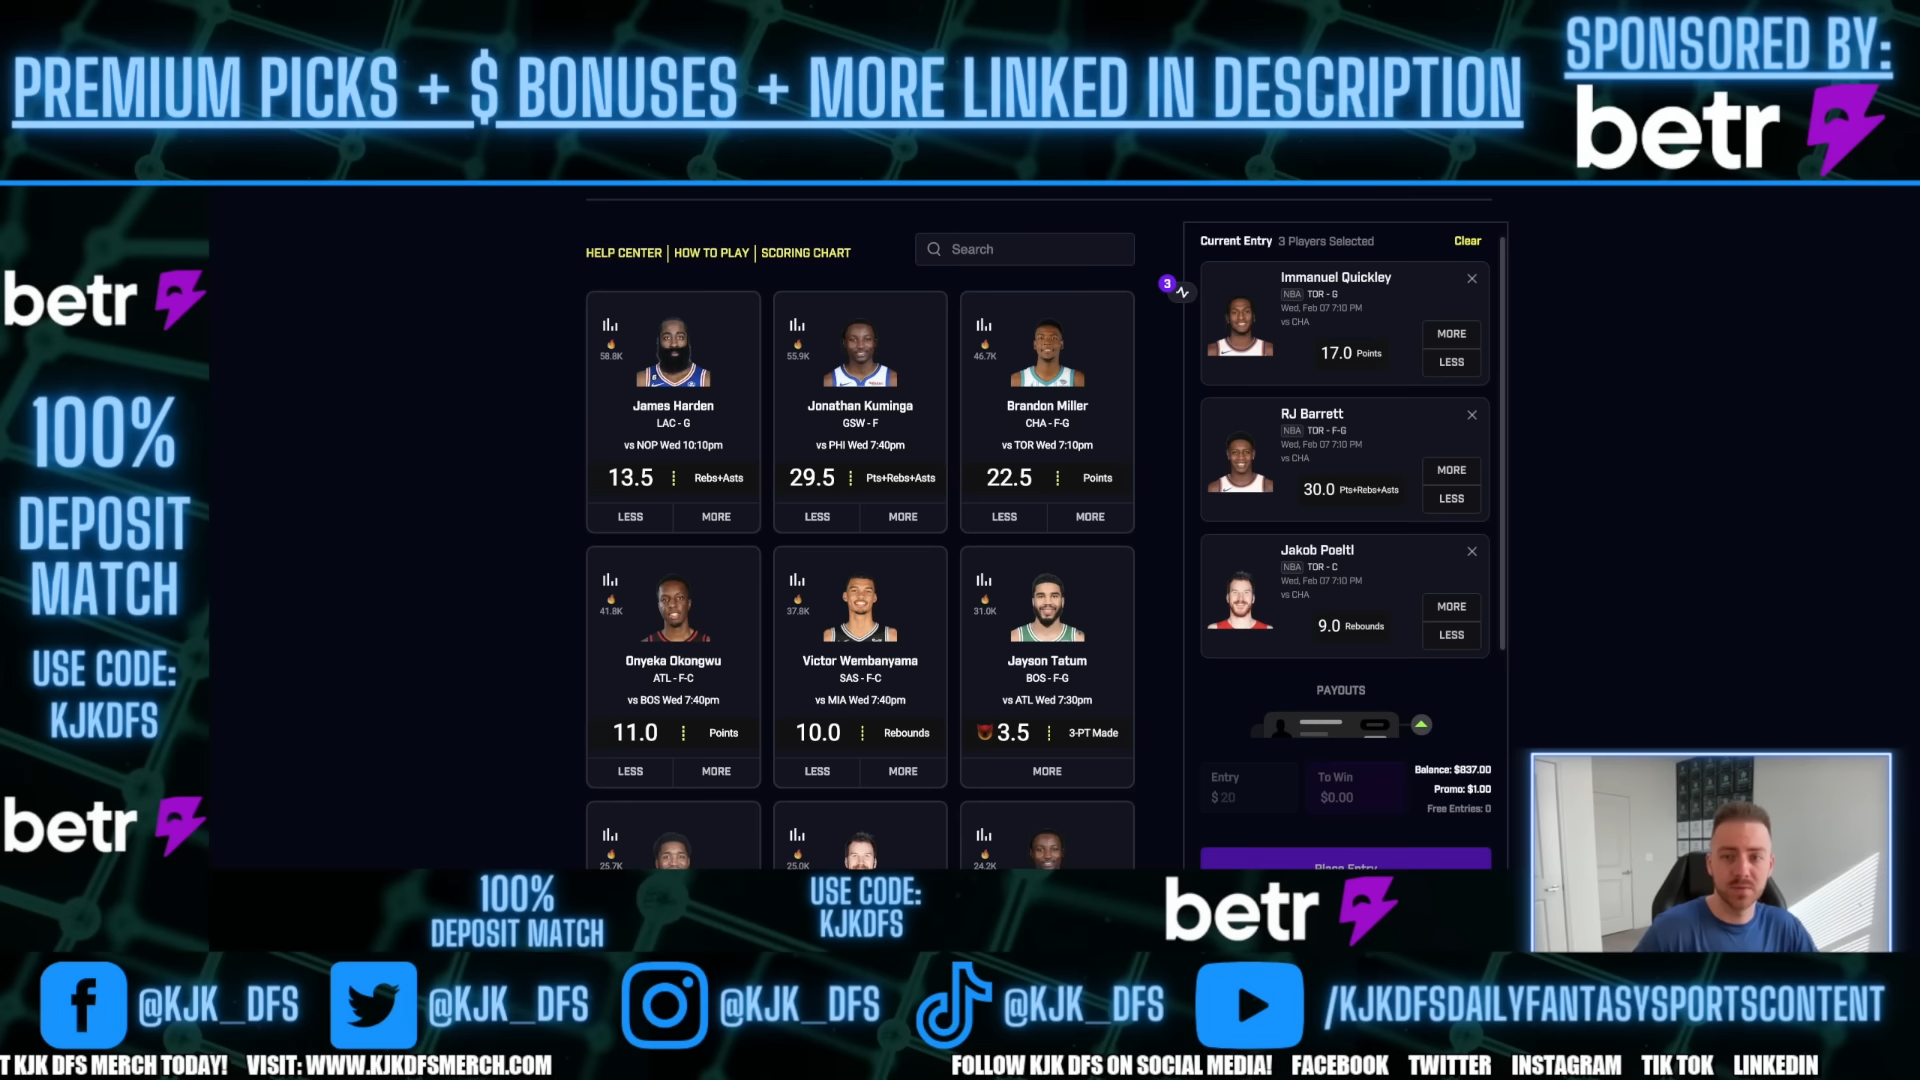 PREMIUM PICKS + $ BONUSES + MORE LINKED IN DESCRIPTION
SPONSORED BY:
betr
betr
100%
DEPOSIT
MATCH
USE CODE:
KJKDFS
betr
HELP CENTER | HOW TO PLAY | SCORING CHART
Search
58.8K
James Harden
LAC - G
vs NOP Wed 10:10pm
13.5 Rebs+Asts
LESS MORE
55.9K
Jonathan Kuminga
GSW - F
vs PHI Wed 7:40pm
29.5 Pts+Rebs+Asts
LESS MORE
46.7K
Brandon Miller
CHA - F-G
vs TOR Wed 7:10pm
22.5 Points
LESS MORE
41.8K
Onyeka Okongwu
ATL - F-C
vs BOS Wed 7:40pm
11.0 Points
LESS MORE
37.8K
Victor Wembanyama
SAS - F-C
vs MIA Wed 7:40pm
10.0 Rebounds
LESS MORE
31.0K
Jayson Tatum
BOS - F-G
vs ATL Wed 7:30pm
3.5 3-PT Made
MORE
25.7K
25.0K
24.2K
3
Current Entry 3 Players Selected Clear
Immanuel Quickley
NBA TOR - G
Wed, Feb 07 7:10 PM
vs CHA
17.0 Points
MORE
LESS
RJ Barrett
NBA TOR - F-G
Wed, Feb 07 7:10 PM
vs CHA
30.0 Pts+Rebs+Asts
MORE
LESS
Jakob Poeltl
NBA TOR - C
Wed, Feb 07 7:10 PM
vs CHA
9.0 Rebounds
MORE
LESS
PAYOUTS
Entry
$ 20
To Win
$0.00
Balance: $837.00
Promo: $1.00
Free Entries: 0
Place Entry
100%
DEPOSIT MATCH
USE CODE:
KJKDFS
betr
@KJK_DFS @KJK_DFS @KJK_DFS @KJK_DFS /KJKDFSDAILYFANTASYSPORTSCONTENT
T KJK DFS MERCH TODAY! VISIT: WWW.KJKDFSMERCH.COM FOLLOW KJK DFS ON SOCIAL MEDIA! FACEBOOK TWITTER INSTAGRAM TIK TOK LINKEDIN